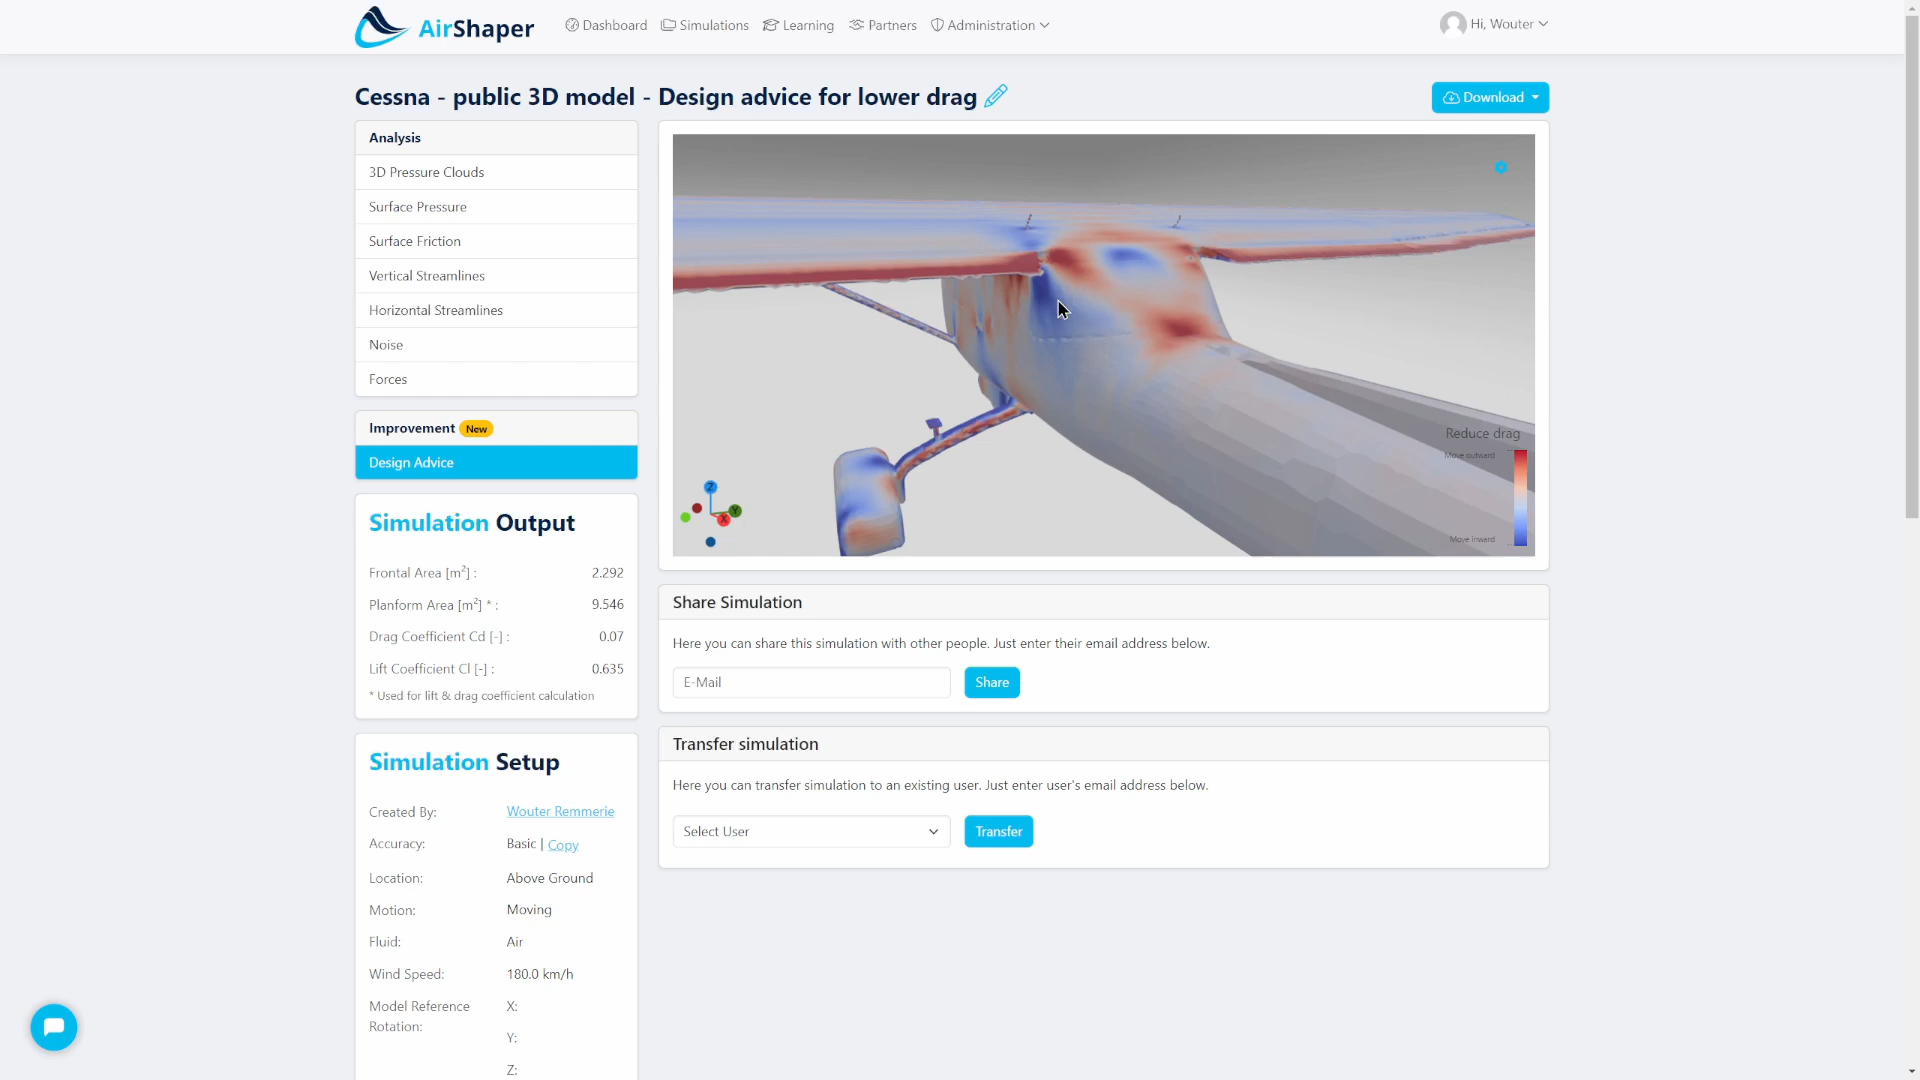 AirShaper
Dashboard
Simulations
Learning
Partners
Administration
Hi, Wouter
Cessna - public 3D model - Design advice for lower drag
Download
Analysis
3D Pressure Clouds
Surface Pressure
Surface Friction
Vertical Streamlines
Horizontal Streamlines
Noise
Forces
Improvement New
Design Advice
Reduce drag
Move outward
Move inward
Z
Y
X
Simulation Output
Frontal Area [m²] : 2.292
Planform Area [m²] * : 9.546
Drag Coefficient Cd [-] : 0.07
Lift Coefficient Cl [-] : 0.635
* Used for lift & drag coefficient calculation
Simulation Setup
Created By: Wouter Remmerie
Accuracy: Basic | Copy
Location: Above Ground
Motion: Moving
Fluid: Air
Wind Speed: 180.0 km/h
Model Reference Rotation: X:
Y:
Z:
Share Simulation
Here you can share this simulation with other people. Just enter their email address below.
E-Mail
Share
Transfer simulation
Here you can transfer simulation to an existing user. Just enter user's email address below.
Select User
Transfer